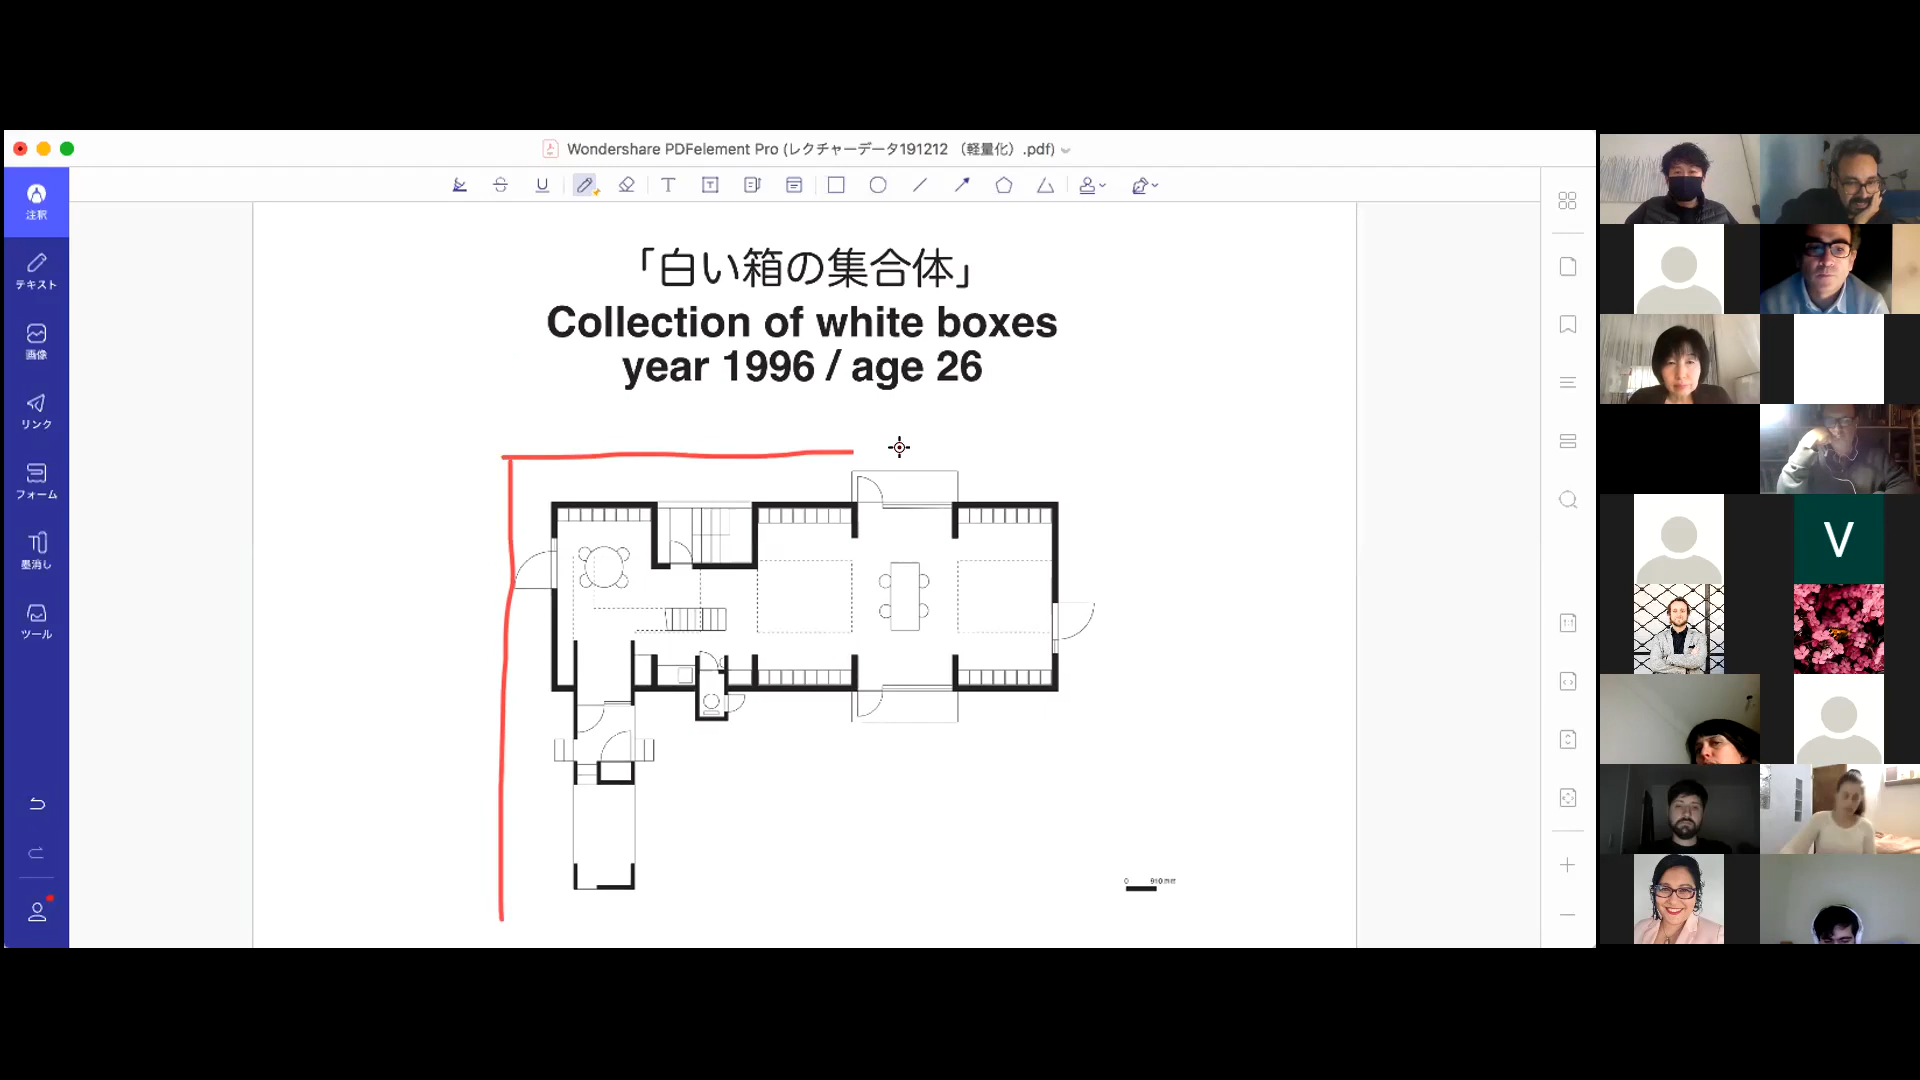 Wondershare PDFelement Pro (レクチャーデータ191212 （軽量化）.pdf)
注釈
テキスト
画像
リンク
フォーム
墨消し
ツール
「白い箱の集合体」
Collection of white boxes
year 1996 / age 26
0 910 mm
V